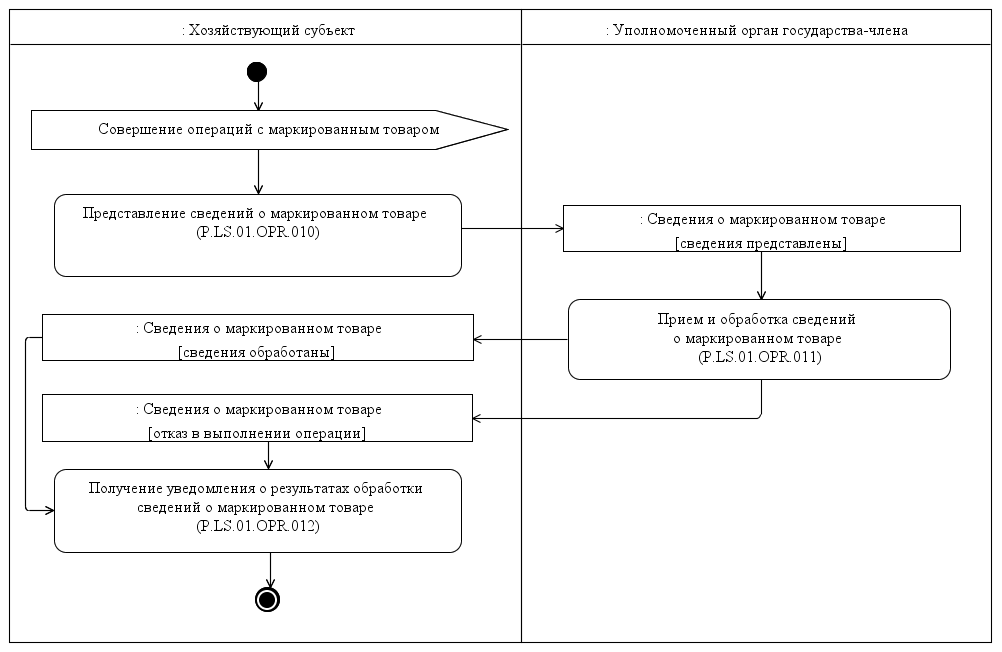 : Хозяйствующий субъект
: Уполномоченный орган государства-члена
Совершение операций с маркированным товаром
Представление сведений о маркированном товаре
(P.LS.01.OPR.010)
: Сведения о маркированном товаре
[сведения представлены]
Прием и обработка сведений
о маркированном товаре
(P.LS.01.OPR.011)
: Сведения о маркированном товаре
[сведения обработаны]
: Сведения о маркированном товаре
[отказ в выполнении операции]
Получение уведомления о результатах обработки
сведений о маркированном товаре
(P.LS.01.OPR.012)